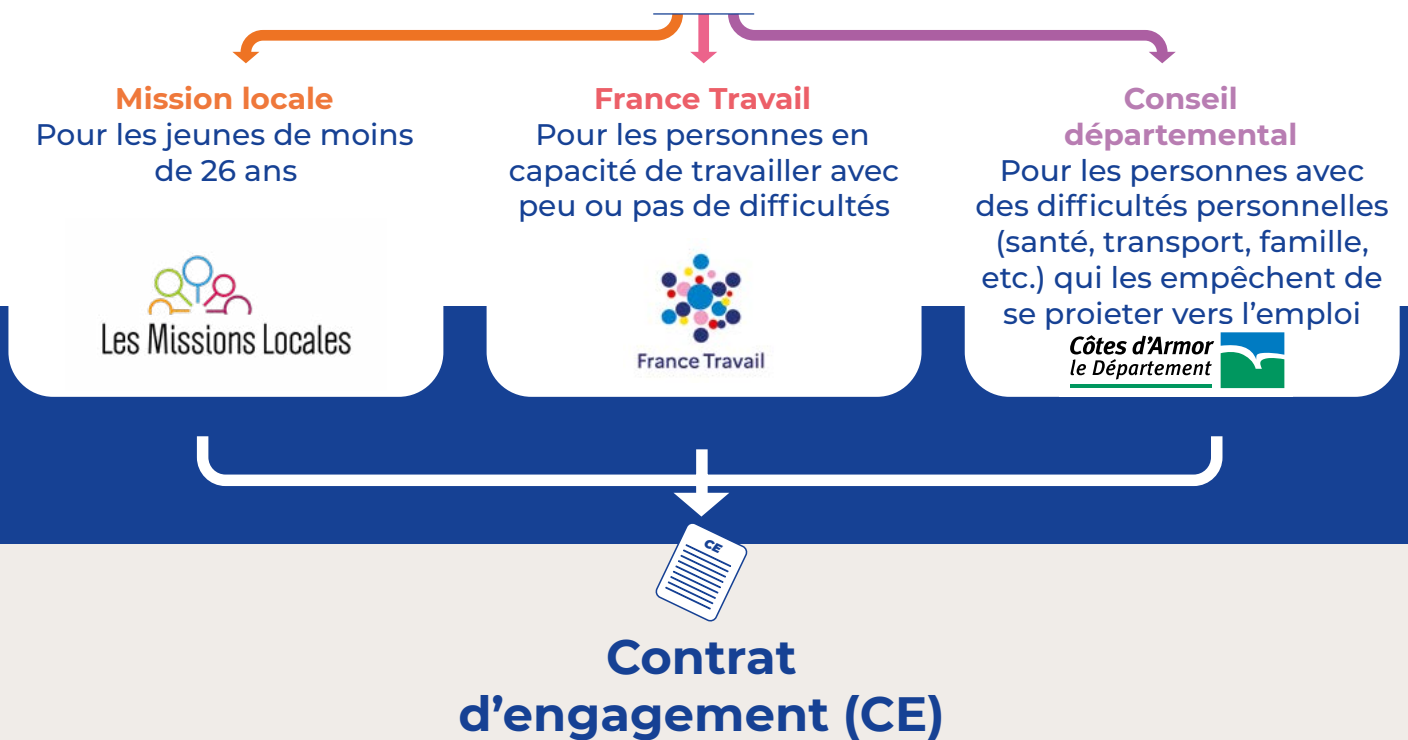 Mission locale
Pour les jeunes de moins
de 26 ans
Les Missions Locales
France Travail
Pour les personnes en
capacité de travailler avec
peu ou pas de difficultés
France Travail
Conseil
départemental
Pour les personnes avec
des difficultés personnelles
(santé, transport, famille,
etc.) qui les empêchent de
se proieter vers l’emploi
Côtes d'Armor
le Département
CE
Contrat
d’engagement (CE)